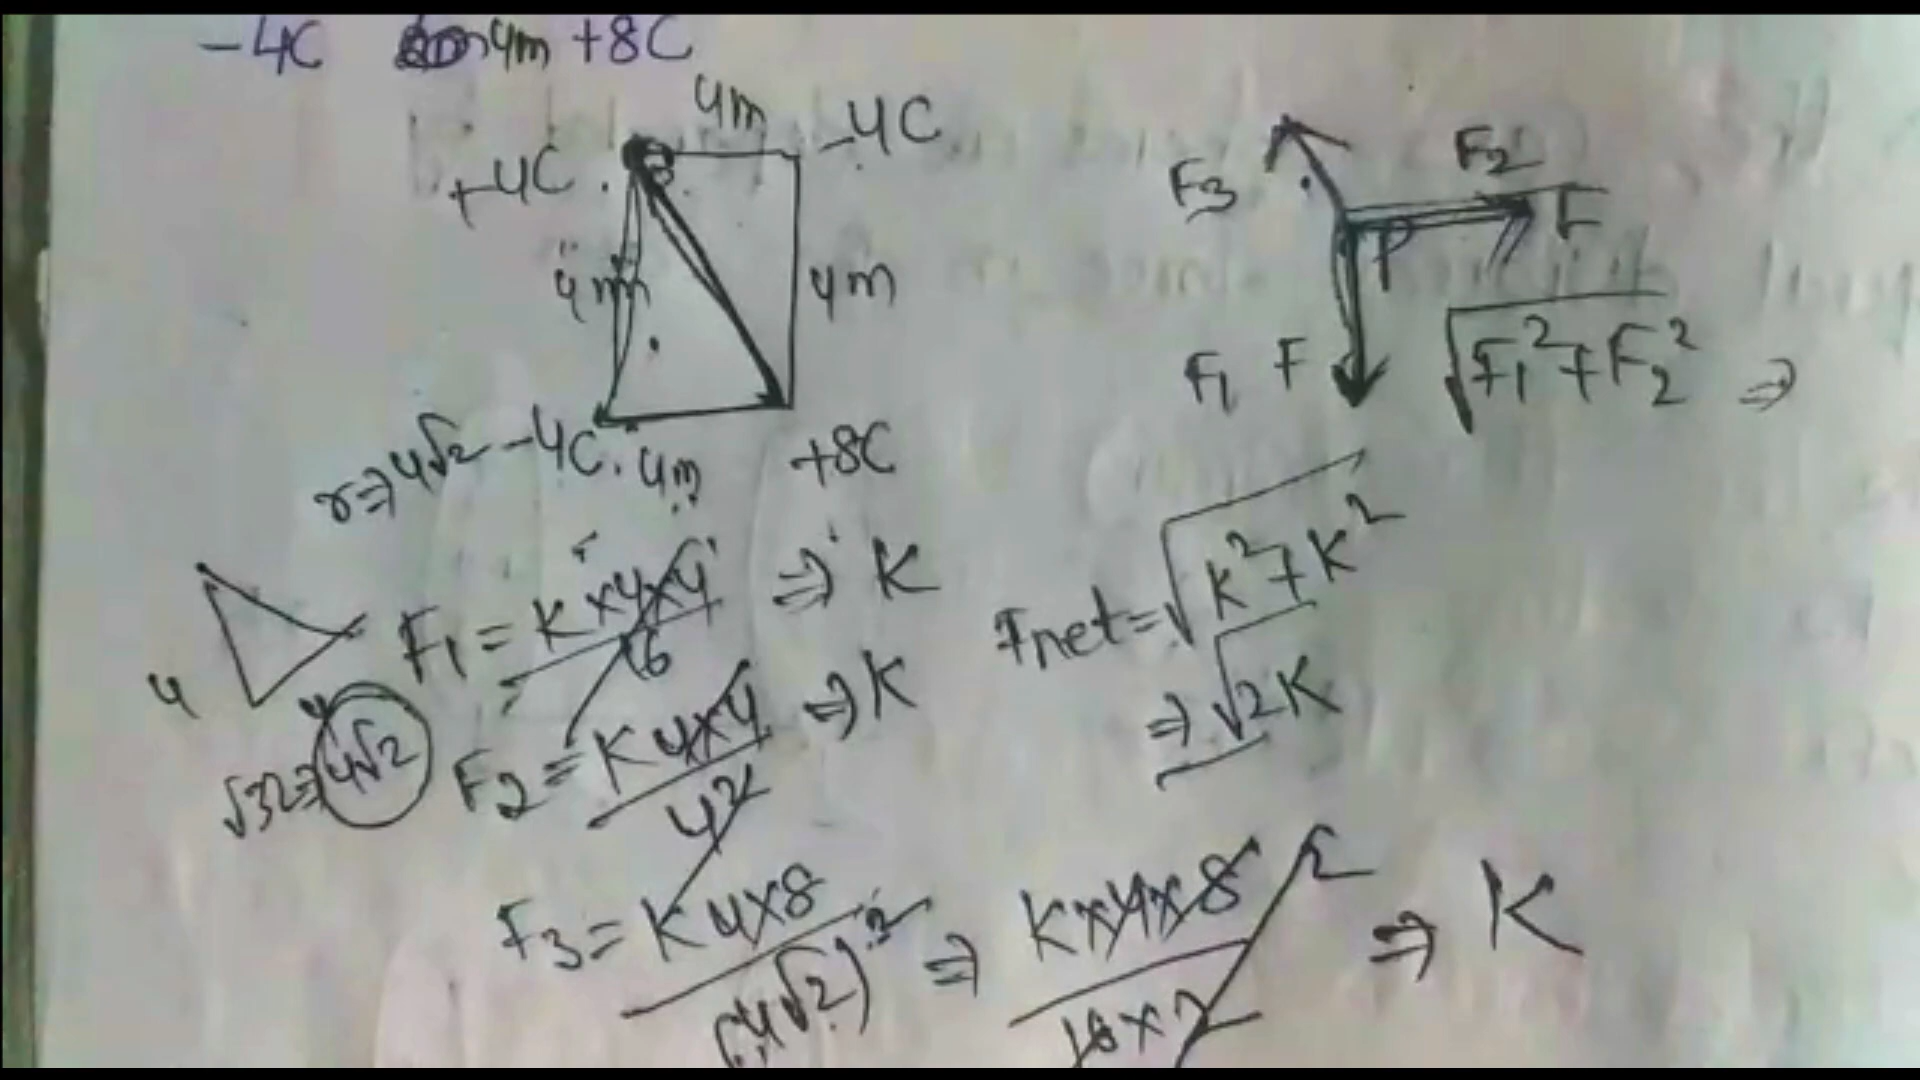 -4C 4m +8C
4m
+4C -4C
4m 4m
r⇒4√2 -4C 4m +8C
F3 F2 F
F1 F √F1²+F2² ⇒
F1 = K×4×4 / 16 ⇒ K
4 4
√32⇒4√2
F2 = K 4×4 / 4² ⇒ K
F3 = K 4×8 / (4√2)² ⇒ K×4×8 / 16×2 ⇒ K
Fnet = √K²+K²
⇒ √2K